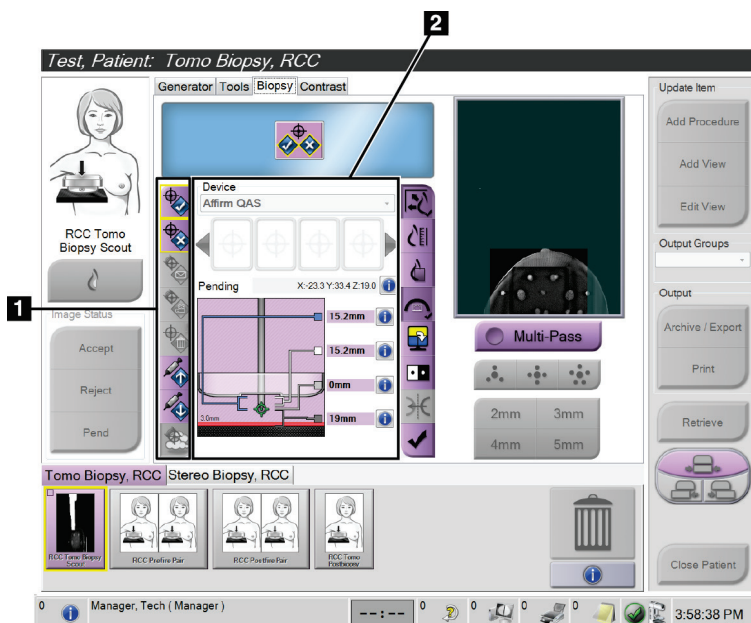 2
Test, Patient: Tomo Biopsy, RCC
Generator Tools Biopsy Contrast
Update Item
Add Procedure
Add View
Edit View
Output Groups
Output
Archive / Export
Print
Retrieve
Close Patient
RCC Tomo
Biopsy Scout
1
Image Status
Accept
Reject
Pend
Device
Affirm QAS
Pending X:-23.3 Y:33.4 Z:19.0
15.2mm
15.2mm
0mm
3.0mm
19mm
Multi-Pass
2mm 3mm
4mm 5mm
Tomo Biopsy, RCC Stereo Biopsy, RCC
RCC Tomo Biopsy
Scout
RCC Prefire Pair
RCC Postfire Pair
RCC Tomo
Postbiopsy
0 Manager, Tech ( Manager ) --:-- 0 0 0 0 3:58:38 PM